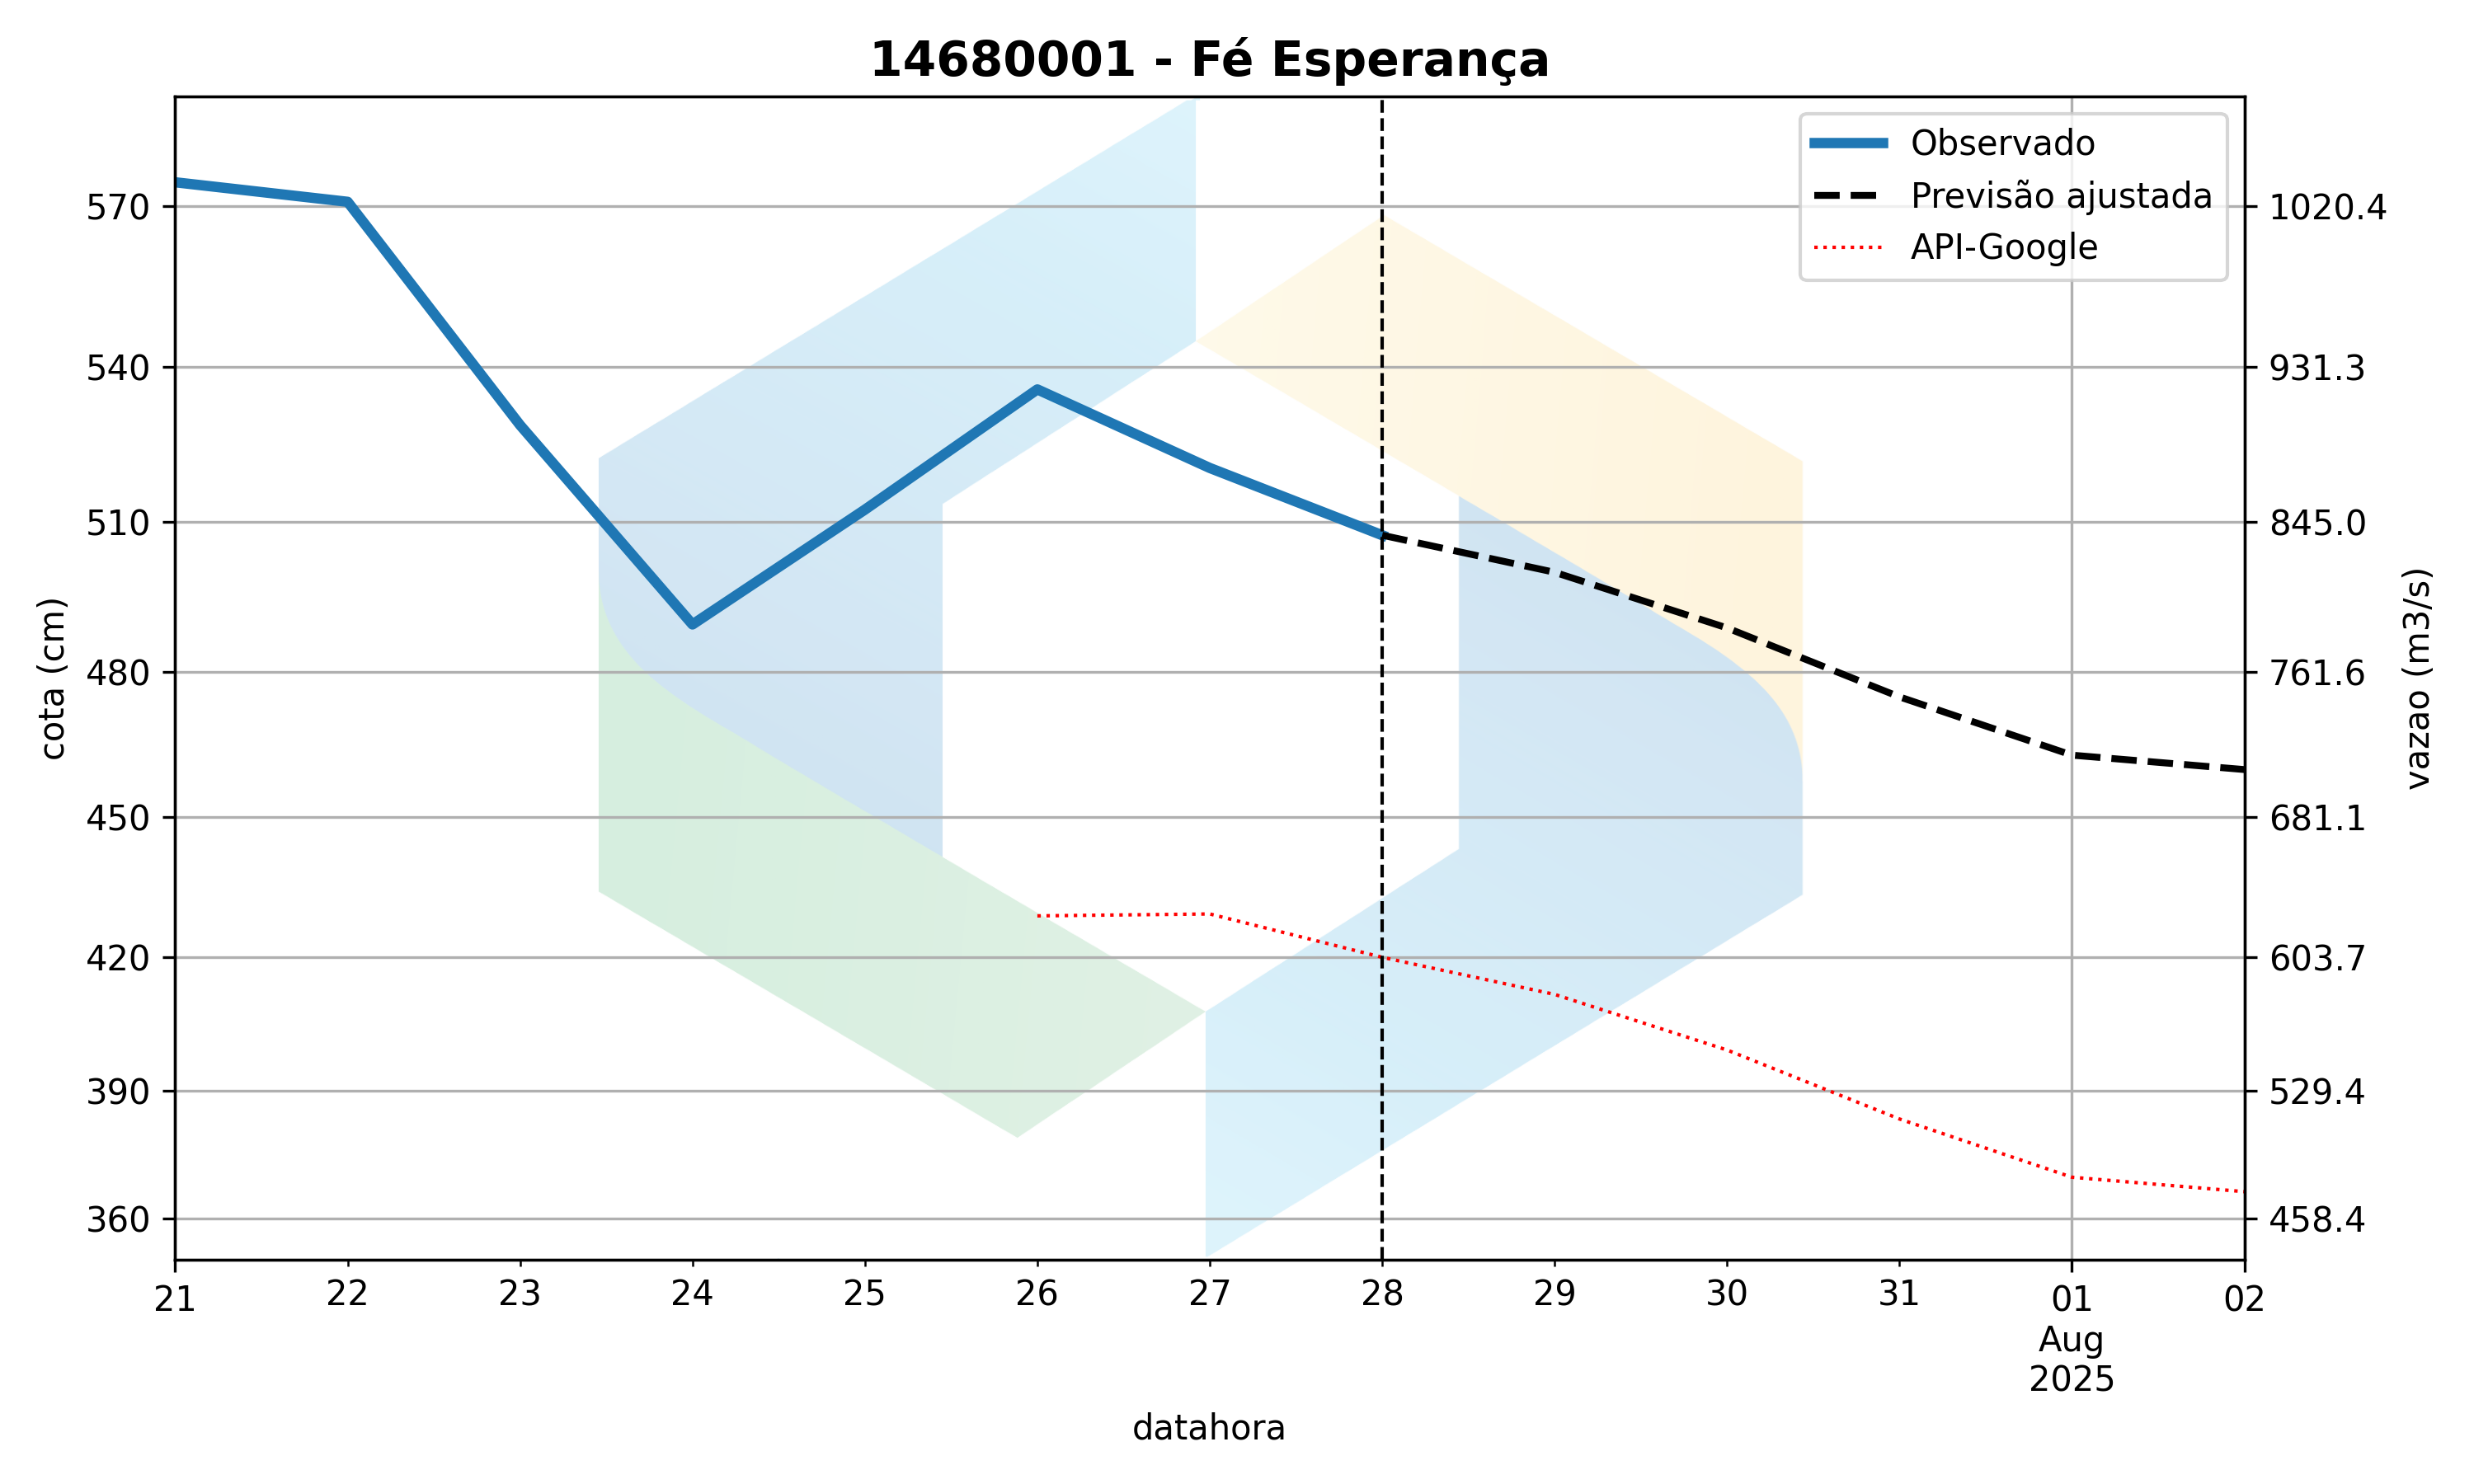 14680001 - Fé Esperança
Observado
Previsão ajustada
API-Google
570
540
510
480
450
420
390
360
cota (cm)
1020.4
931.3
845.0
761.6
681.1
603.7
529.4
458.4
vazao (m3/s)
21 22 23 24 25 26 27 28 29 30 31 01 02
Aug
2025
datahora